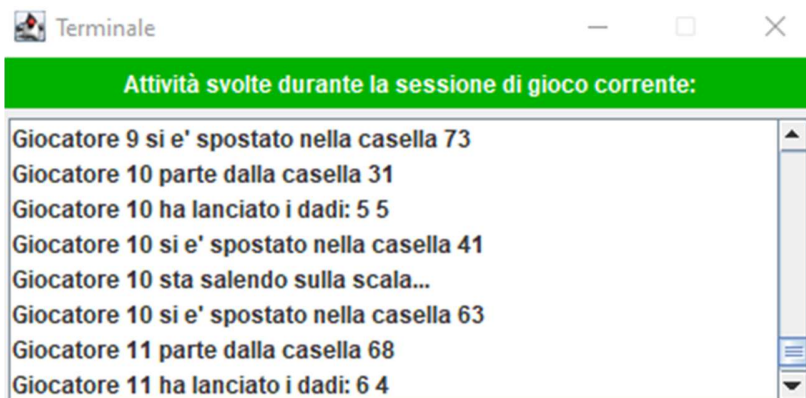 Terminale
Attività svolte durante la sessione di gioco corrente:
Giocatore 9 si e' spostato nella casella 73
Giocatore 10 parte dalla casella 31
Giocatore 10 ha lanciato i dadi: 5 5
Giocatore 10 si e' spostato nella casella 41
Giocatore 10 sta salendo sulla scala...
Giocatore 10 si e' spostato nella casella 63
Giocatore 11 parte dalla casella 68
Giocatore 11 ha lanciato i dadi: 6 4